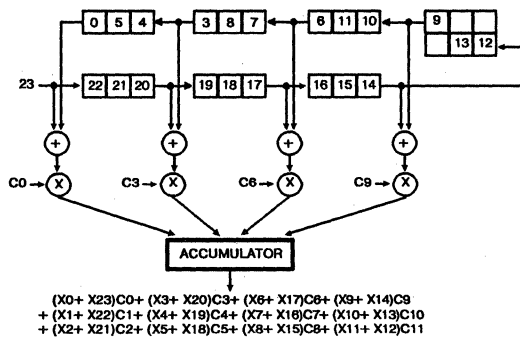 0 5 4 3 8 7 6 11 10 9
13 12
23 22 21 20 19 18 17 16 15 14
+ + + +
C0 X C3 X C6 X C9 X
ACCUMULATOR
(X0+ X23)C0+ (X3+ X20)C3+ (X6+ X17)C6+ (X9+ X14)C9
+ (X1+ X22)C1+ (X4+ X19)C4+ (X7+ X16)C7+ (X10+ X13)C10
+ (X2+ X21)C2+ (X5+ X18)C5+ (X8+ X15)C8+ (X11+ X12)C11